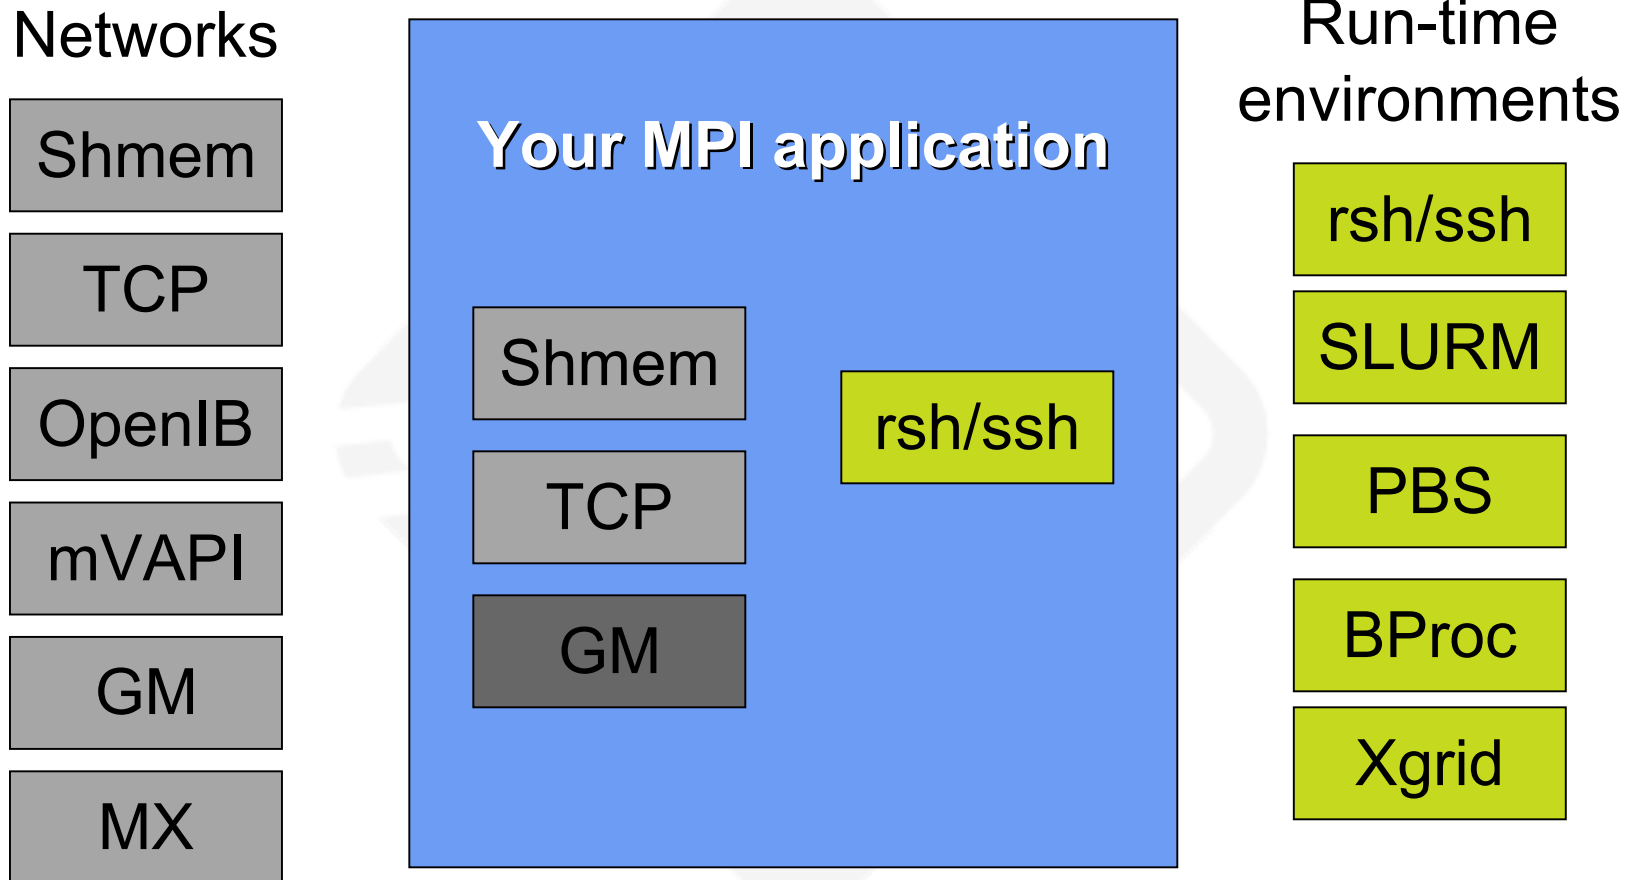 Networks
Shmem
TCP
OpenIB
mVAPI
GM
MX
Your MPI application
Shmem
TCP
GM
rsh/ssh
Run-time
environments
rsh/ssh
SLURM
PBS
BProc
Xgrid